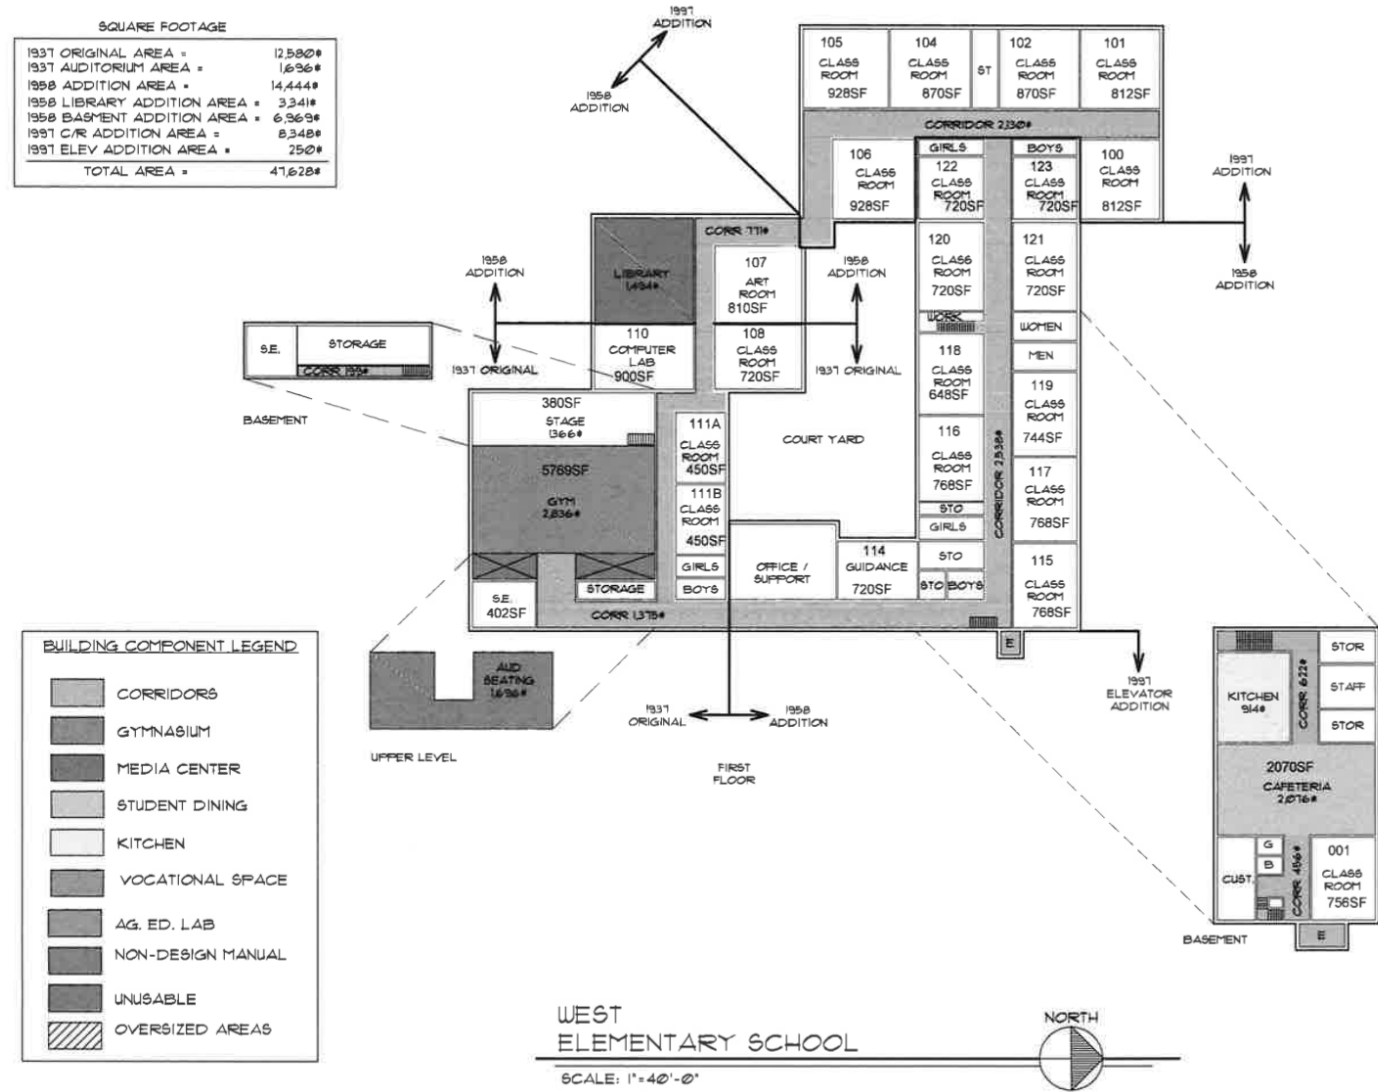 SQUARE FOOTAGE
1937 ORIGINAL AREA = 12,580⌗
1937 AUDITORIUM AREA = 1,696⌗
1958 ADDITION AREA = 14,444⌗
1958 LIBRARY ADDITION AREA = 3,341⌗
1958 BASMENT ADDITION AREA = 6,969⌗
1997 C/R ADDITION AREA = 8,348⌗
1997 ELEV ADDITION AREA = 250⌗
TOTAL AREA = 47,628⌗
1997
ADDITION
1958
ADDITION
105
CLASS
ROOM
928SF
104
CLASS
ROOM
870SF
ST
102
CLASS
ROOM
870SF
101
CLASS
ROOM
812SF
CORRIDOR 2,130⌗
106
CLASS
ROOM
928SF
GIRLS
122
CLASS
ROOM
720SF
BOYS
123
CLASS
ROOM
720SF
100
CLASS
ROOM
812SF
1997
ADDITION
1958
ADDITION
CORR 771⌗
LIBRARY
1,494⌗
107
ART
ROOM
810SF
1958
ADDITION
1937 ORIGINAL
1958
ADDITION
1937 ORIGINAL
120
CLASS
ROOM
720SF
121
CLASS
ROOM
720SF
WORK
WOMEN
MEN
110
COMPUTER
LAB
900SF
108
CLASS
ROOM
720SF
118
CLASS
ROOM
648SF
119
CLASS
ROOM
744SF
S.E.
STORAGE
CORR 199⌗
BASEMENT
380SF
STAGE
1366⌗
5769SF
GYM
2,836⌗
111A
CLASS
ROOM
450SF
111B
CLASS
ROOM
450SF
GIRLS
BOYS
COURT YARD
116
CLASS
ROOM
768SF
STO
GIRLS
STO
STO
BOYS
CORRIDOR 2,538⌗
117
CLASS
ROOM
768SF
115
CLASS
ROOM
768SF
OFFICE /
SUPPORT
114
GUIDANCE
720SF
S.E.
402SF
STORAGE
CORR 1,375⌗
E
AUD
SEATING
1,696⌗
UPPER LEVEL
1937
ORIGINAL
1958
ADDITION
FIRST
FLOOR
1997
ELEVATOR
ADDITION
KITCHEN
914⌗
CORR 622⌗
STOR
STAFF
STOR
2070SF
CAFETERIA
2,076⌗
CUST.
G
B
CORR 456⌗
001
CLASS
ROOM
756SF
E
BASEMENT
BUILDING COMPONENT LEGEND
CORRIDORS
GYMNASIUM
MEDIA CENTER
STUDENT DINING
KITCHEN
VOCATIONAL SPACE
AG. ED. LAB
NON-DESIGN MANUAL
UNUSABLE
OVERSIZED AREAS
WEST
ELEMENTARY SCHOOL
SCALE: 1"=40'-0"
NORTH